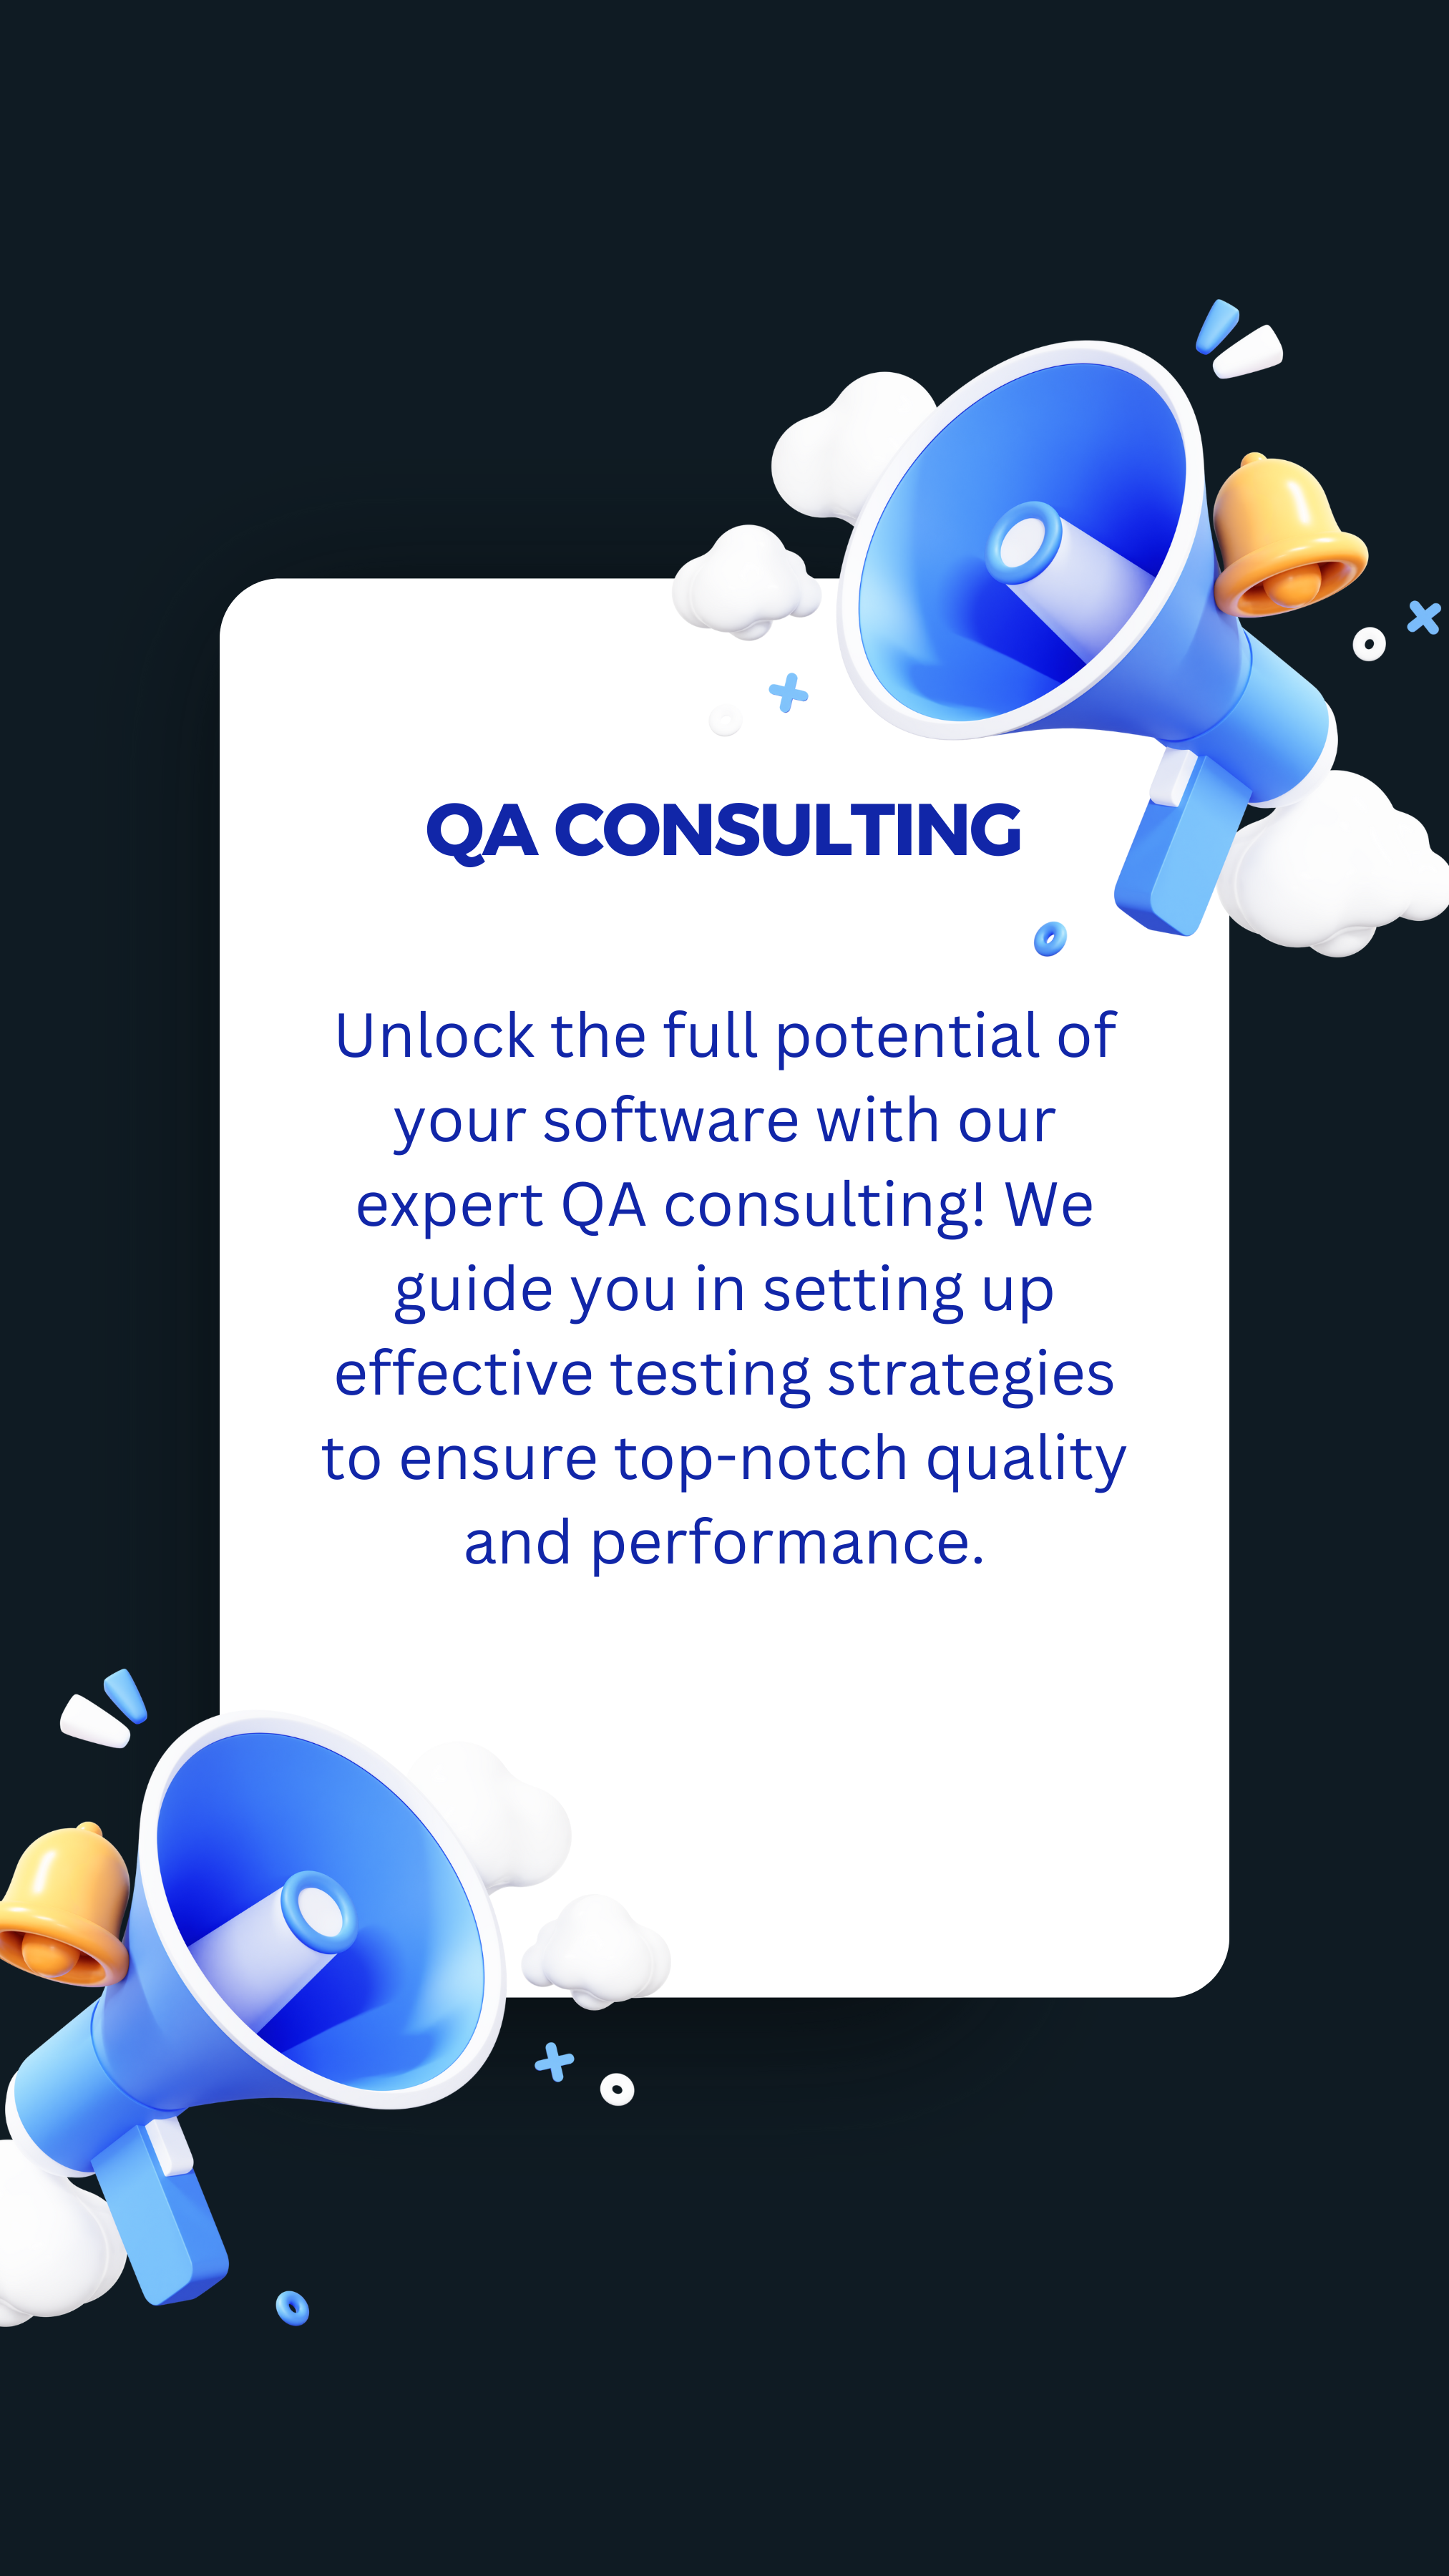 QA CONSULTING
Unlock the full potential of
your software with our
expert QA consulting! We
guide you in setting up
effective testing strategies
to ensure top-notch quality
and performance.